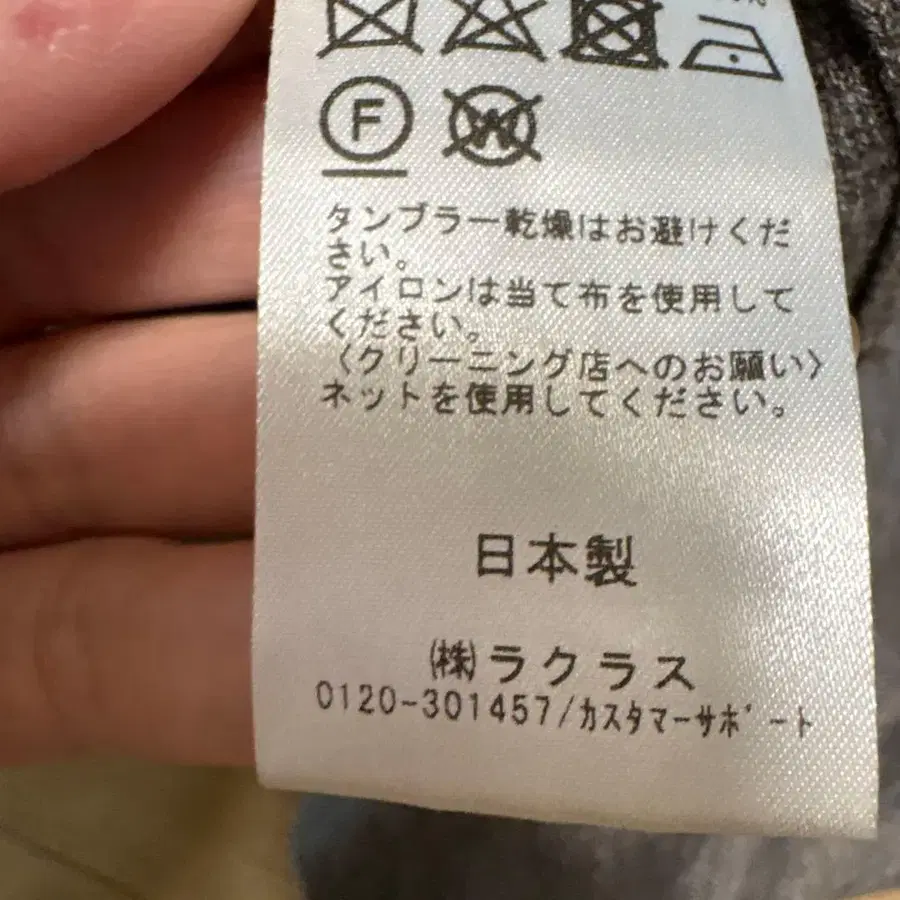 F
W
タンブラー乾燥はお避けくだ
さい。
アイロンは当て布を使用して
ください。
〈クリーニング店へのお願い〉
ネットを使用してください。
日本製
㈱ラクラス
0120-301457/カスタマーサポート